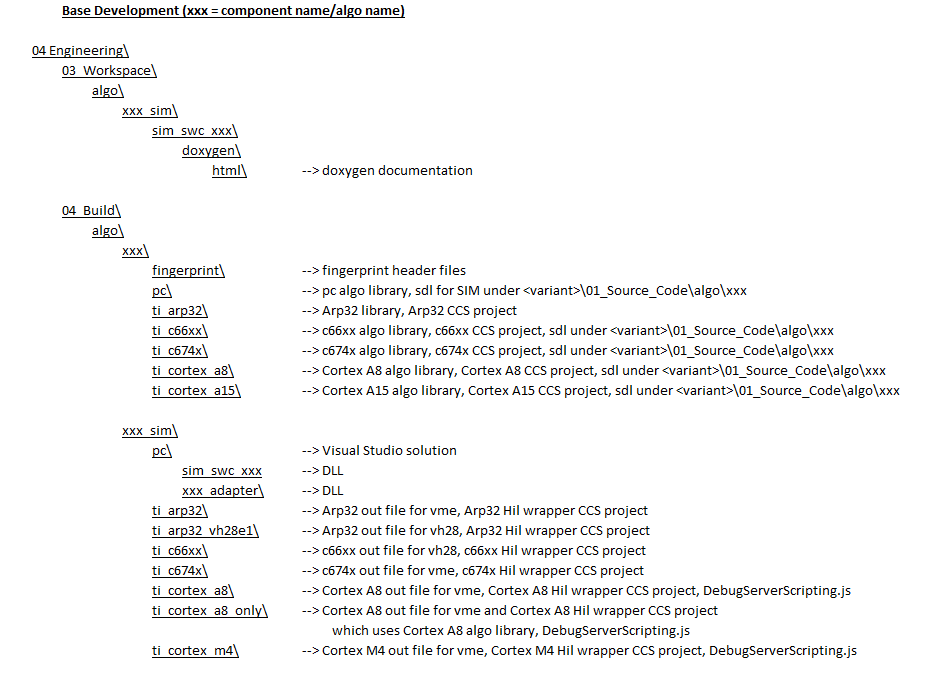 Base Development (xxx = component name/algo name)
04 Engineering\
03_Workspace\
algo\
xxx_sim\
sim_swc_xxx\
doxygen\
html\ --> doxygen documentation
04_Build\
algo\
xxx\
fingerprint\ --> fingerprint header files
pc\ --> pc algo library, sdl for SIM under <variant>\01_Source_Code\algo\xxx
ti_arp32\ --> Arp32 library, Arp32 CCS project
ti_c66xx\ --> c66xx algo library, c66xx CCS project, sdl under <variant>\01_Source_Code\algo\xxx
ti_c674x\ --> c674x algo library, c674x CCS project, sdl under <variant>\01_Source_Code\algo\xxx
ti_cortex_a8\ --> Cortex A8 algo library, Cortex A8 CCS project, sdl under <variant>\01_Source_Code\algo\xxx
ti_cortex_a15\ --> Cortex A15 algo library, Cortex A15 CCS project, sdl under <variant>\01_Source_Code\algo\xxx
xxx_sim\
pc\ --> Visual Studio solution
sim_swc_xxx --> DLL
xxx_adapter\ --> DLL
ti_arp32\ --> Arp32 out file for vme, Arp32 Hil wrapper CCS project
ti_arp32_vh28e1\ --> Arp32 out file for vh28, Arp32 Hil wrapper CCS project
ti_c66xx\ --> c66xx out file for vh28, c66xx Hil wrapper CCS project
ti_c674x\ --> c674x out file for vme, c674x Hil wrapper CCS project
ti_cortex_a8\ --> Cortex A8 out file for vme, Cortex A8 Hil wrapper CCS project, DebugServerScripting.js
ti_cortex_a8_only\ --> Cortex A8 out file for vme and Cortex A8 Hil wrapper CCS project
which uses Cortex A8 algo library, DebugServerScripting.js
ti_cortex_m4\ --> Cortex M4 out file for vme, Cortex M4 Hil wrapper CCS project, DebugServerScripting.js